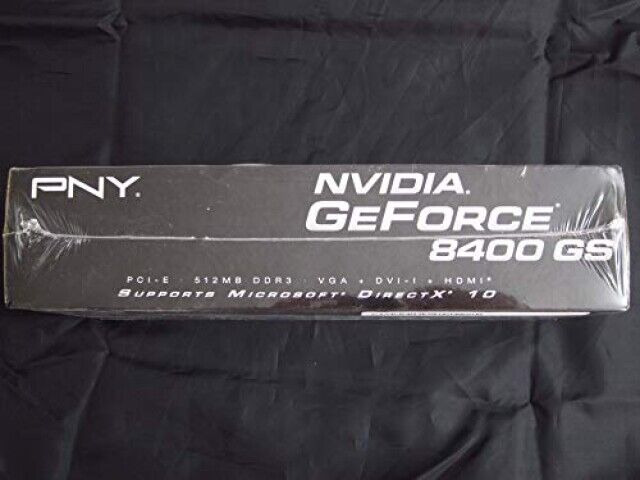 PNY®
NVIDIA®
GEFORCE®
8400 GS
PCI-E · 512MB DDR3 · VGA + DVI-I + HDMI*
SUPPORTS MICROSOFT® DIRECTX® 10